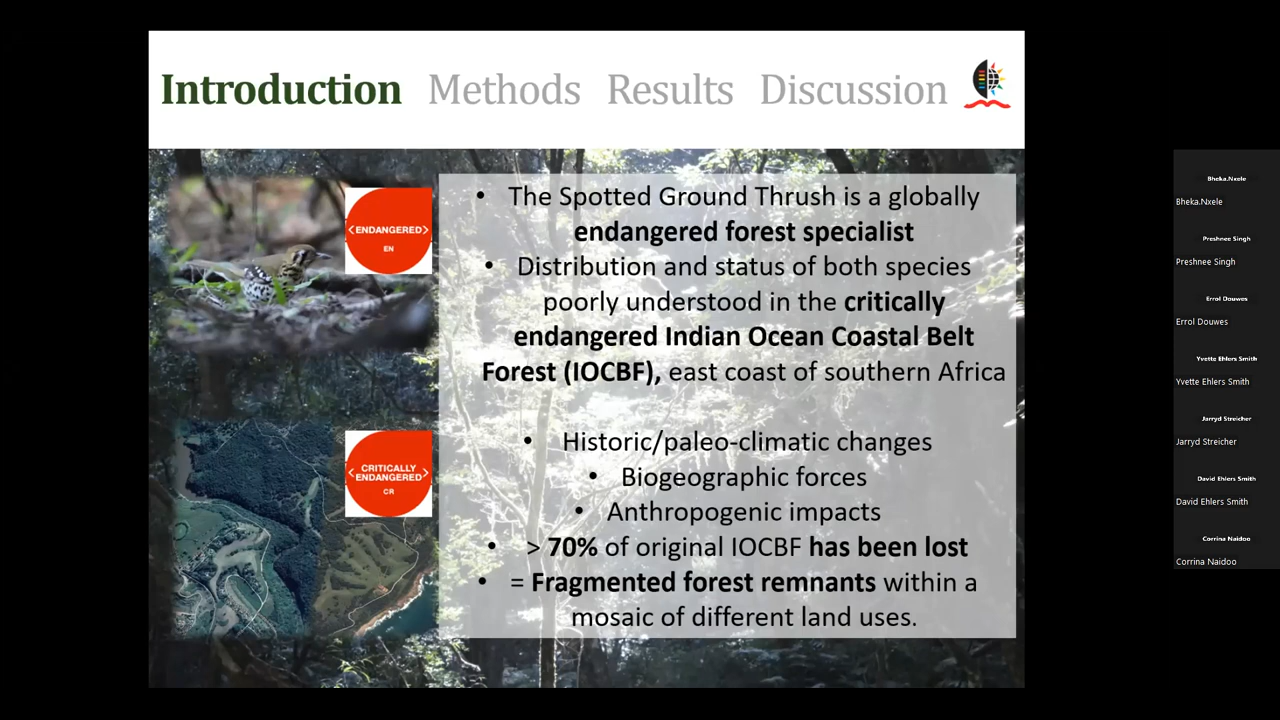 Introduction Methods Results Discussion
<ENDANGERED>
EN
• The Spotted Ground Thrush is a globally
endangered forest specialist
• Distribution and status of both species
poorly understood in the critically
endangered Indian Ocean Coastal Belt
Forest (IOCBF), east coast of southern Africa
<CRITICALLY
ENDANGERED>
CR
• Historic/paleo-climatic changes
• Biogeographic forces
• Anthropogenic impacts
• > 70% of original IOCBF has been lost
• = Fragmented forest remnants within a
mosaic of different land uses.
Bheka.Nxele
Bheka.Nxele
Preshnee Singh
Preshnee Singh
Errol Douwes
Errol Douwes
Yvette Ehlers Smith
Yvette Ehlers Smith
Jarryd Streicher
Jarryd Streicher
David Ehlers Smith
David Ehlers Smith
Corrina Naidoo
Corrina Naidoo